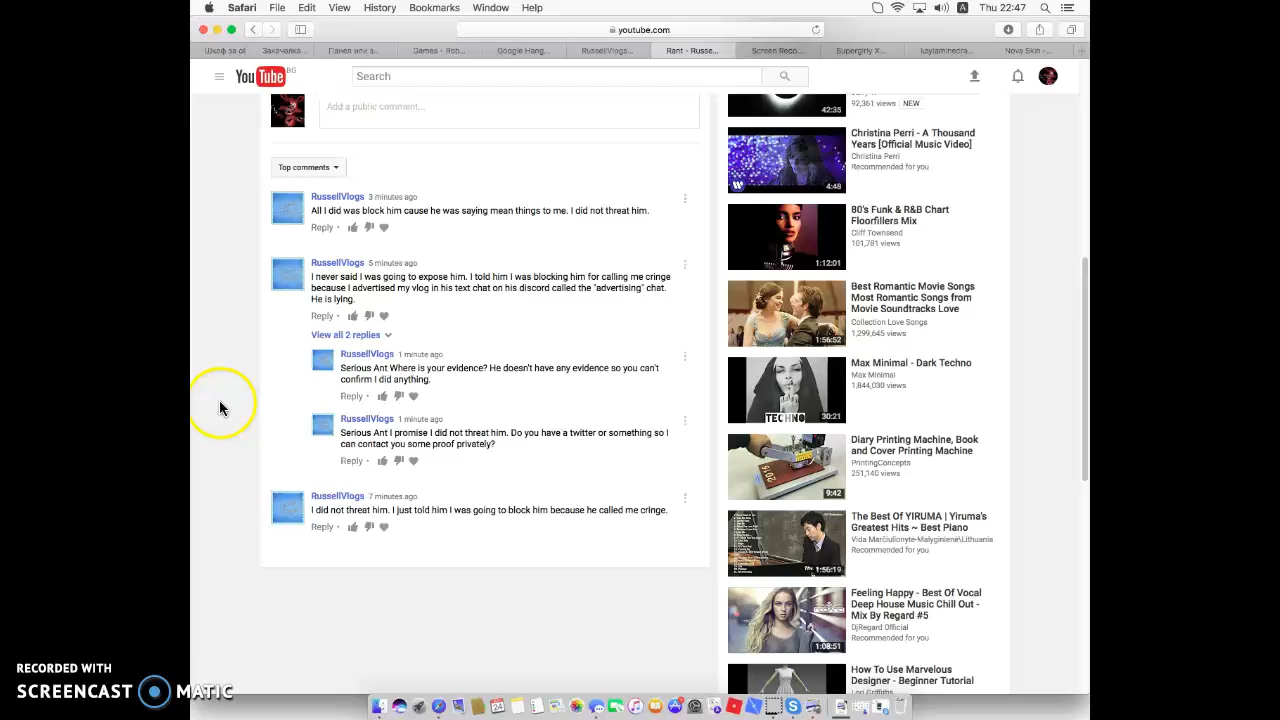 Safari File Edit View History Bookmarks Window Help
A Thu 22:47
youtube.com
Games - Rob... Google Hang... RussellVlogs... Rant - Russe... Screen Reco... Supergirly X... kaylaminecra... Nova Skin -...
YouTube BG
Search
Add a public comment...
Top comments
RussellVlogs 3 minutes ago
All I did was block him cause he was saying mean things to me. I did not threat him.
Reply
RussellVlogs 5 minutes ago
I never said I was going to expose him. I told him I was blocking him for calling me cringe
because I advertised my vlog in his text chat on his discord called the "advertising" chat.
He is lying.
Reply
View all 2 replies
RussellVlogs 1 minute ago
Serious Ant Where is your evidence? He doesn't have any evidence so you can't
confirm I did anything.
Reply
RussellVlogs 1 minute ago
Serious Ant I promise I did not threat him. Do you have a twitter or something so I
can contact you some proof privately?
Reply
RussellVlogs 7 minutes ago
I did not threat him. I just told him I was going to block him because he called me cringe.
Reply
42:35
92,361 views NEW
Christina Perri - A Thousand
Years [Official Music Video]
Christina Perri
Recommended for you
4:48
80's Funk & R&B Chart
Floorfillers Mix
Cliff Townsend
101,781 views
1:12:01
Best Romantic Movie Songs
Most Romantic Songs from
Movie Soundtracks Love
Collection Love Songs
1,299,645 views
1:56:52
Max Minimal - Dark Techno
Max Minimal
1,844,030 views
TECHNO
30:21
Diary Printing Machine, Book
and Cover Printing Machine
PrintingConcepts
251,140 views
2016
9:42
The Best Of YIRUMA | Yiruma's
Greatest Hits ~ Best Piano
Vida Marčiulionytė-Malyginienė\Lithuania
Recommended for you
1:56:19
Feeling Happy - Best Of Vocal
Deep House Music Chill Out -
Mix By Regard #5
DjRegard Official
Recommended for you
1:08:51
How To Use Marvelous
Designer - Beginner Tutorial
Lori Griffiths
24
RECORDED WITH
SCREENCAST MATIC